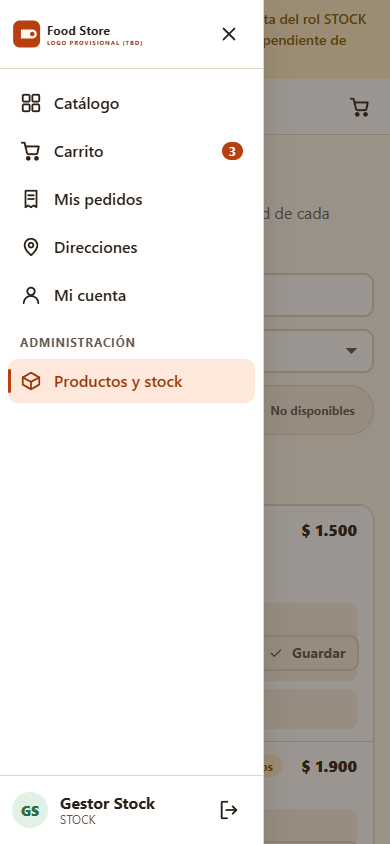 Food Store
LOGO PROVISIONAL (TBD)
ta del rol STOCK
pendiente de
Catálogo
Carrito
3
Mis pedidos
d de cada
Direcciones
Mi cuenta
ADMINISTRACIÓN
Productos y stock
No disponibles
$ 1.500
Guardar
os
$ 1.900
GS
Gestor Stock
STOCK